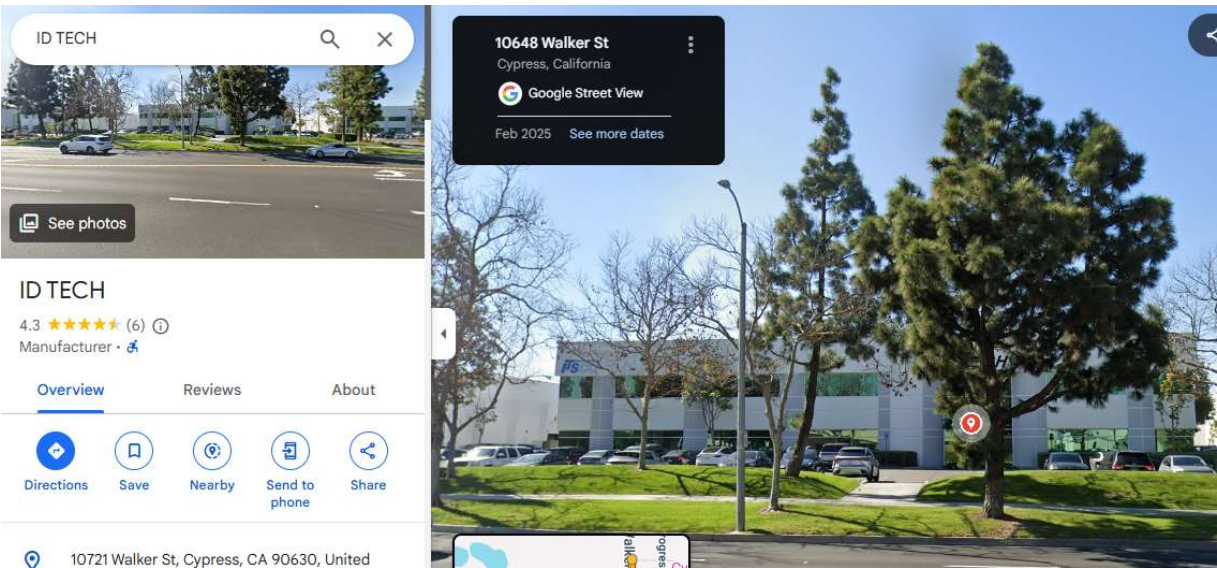 ID TECH
See photos
ID TECH
4.3 (6)
Manufacturer
Overview Reviews About
Directions Save Nearby Send to phone Share
10721 Walker St, Cypress, CA 90630, United
10648 Walker St
Cypress, California
Google Street View
Feb 2025 See more dates
H